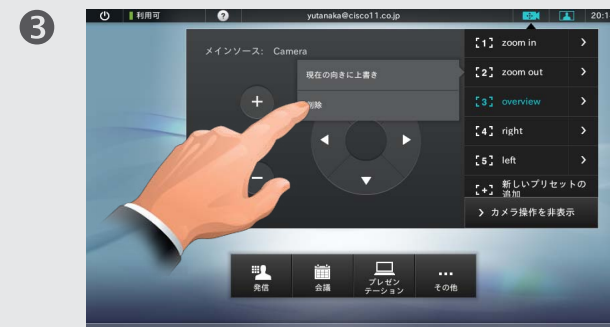 3
利用可
?
yutanaka@cisco11.co.jp
メインソース: Camera
現在の向きに上書き
削除
+
−
[1] zoom in >
[2] zoom out >
[3] overview >
[4] right >
[5] left >
[+] 新しいプリセットの
追加
> カメラ操作を非表示
発信
会議
プレゼン
テーション
その他